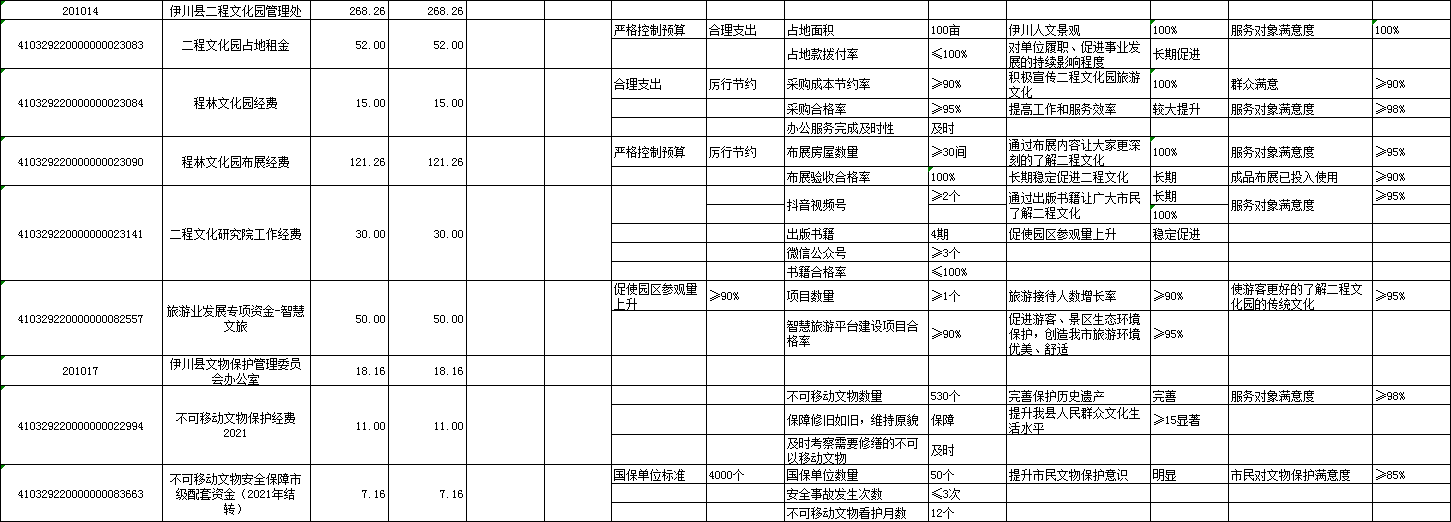 201014 伊川县二程文化园管理处 268.26 268.26
410329220000000023083 二程文化园占地租金 52.00 52.00 严格控制预算 合理支出 占地面积 100亩 伊川人文景观 100% 服务对象满意度 100%
占地款拨付率 ≤100% 对单位履职、促进事业发
展的持续影响程度 长期促进
410329220000000023084 程林文化园经费 15.00 15.00 合理支出 厉行节约 采购成本节约率 ≥90% 积极宣传二程文化园旅游
文化 100% 群众满意 ≥90%
采购合格率 ≥95% 提高工作和服务效率 较大提升 服务对象满意度 ≥98%
办公服务完成及时性 及时
410329220000000023090 程林文化园布展经费 121.26 121.26 严格控制预算 厉行节约 布展房屋数量 ≥30间 通过布展内容让大家更深
刻的了解二程文化 100% 服务对象满意度 ≥95%
布展验收合格率 100% 长期稳定促进二程文化 长期 成品布展已投入使用 ≥90%
410329220000000023141 二程文化研究院工作经费 30.00 30.00 抖音视频号 ≥2个 通过出版书籍让广大市民
了解二程文化 长期 服务对象满意度 ≥95%
100%
出版书籍 4期 促使园区参观量上升 稳定促进
微信公众号 ≥3个
书籍合格率 ≤100%
410329220000000082557 旅游业发展专项资金-智慧
文旅 50.00 50.00 促使园区参观量
上升 ≥90% 项目数量 ≥1个 旅游接待人数增长率 ≥90% 使游客更好的了解二程文
化园的传统文化 ≥95%
智慧旅游平台建设项目合
格率 ≥90% 促进游客、景区生态环境
保护，创造我市旅游环境
优美、舒适 ≥95%
201017 伊川县文物保护管理委员
会办公室 18.16 18.16
410329220000000022994 不可移动文物保护经费
2021 11.00 11.00 不可移动文物数量 530个 完善保护历史遗产 完善 服务对象满意度 ≥98%
保障修旧如旧，维持原貌 保障 提升我县人民群众文化生
活水平 ≥15显著
及时考察需要修缮的不可
以移动文物 及时
410329220000000083663 不可移动文物安全保障市
级配套资金（2021年结
转） 7.16 7.16 国保单位标准 4000个 国保单位数量 50个 提升市民文物保护意识 明显 市民对文物保护满意度 ≥85%
安全事故发生次数 ≤3次
不可移动文物看护月数 12个